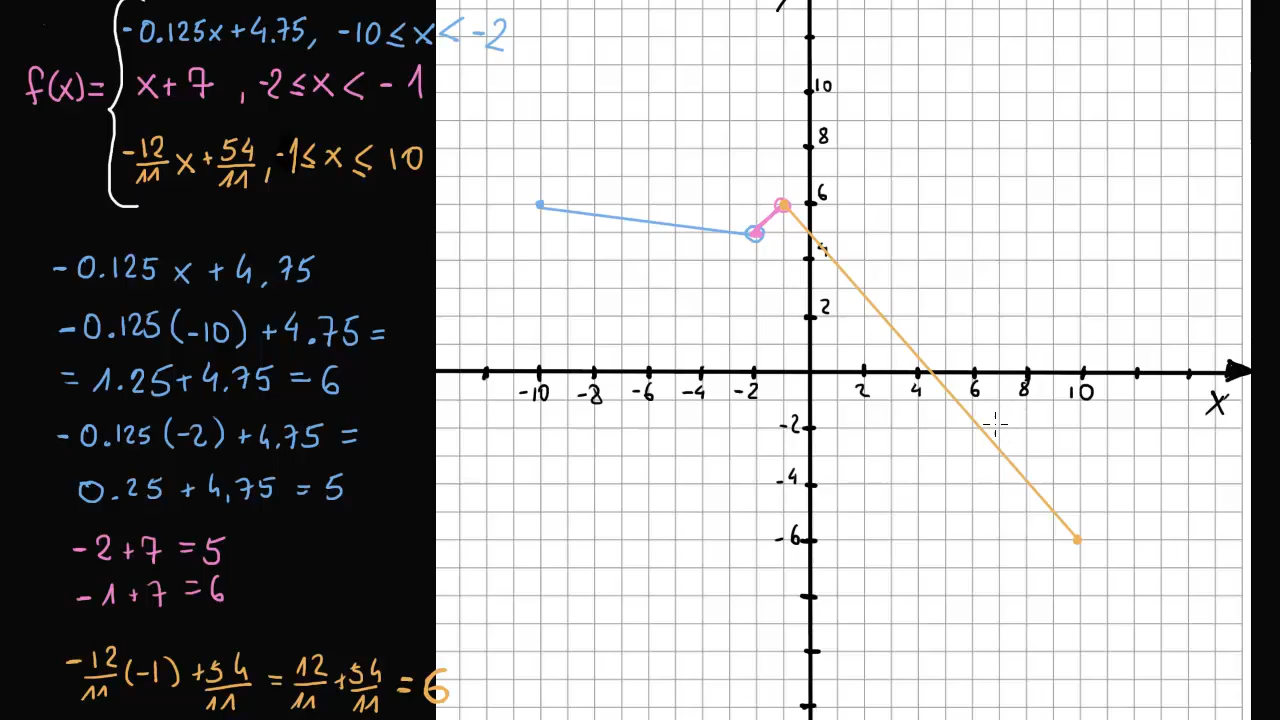 -0.125x+4.75, -10≤x<-2
f(x)= x+7, -2≤x<-1
-12/11 x+54/11, -1≤x≤10
-0.125x+4,75
-0.125(-10)+4.75=
=1.25+4.75=6
-0.125(-2)+4,75=
0.25+4,75=5
-2+7=5
-1+7=6
-12/11(-1)+54/11=12/11+54/11=6
10
8
6
4
2
-10 -8 -6 -4 -2 2 4 6 8 10
X
-2
-4
-6